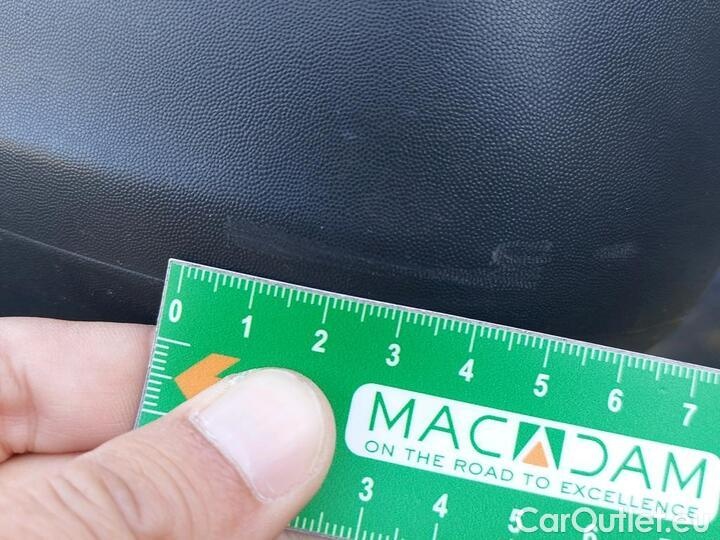 0 1 2 3 4 5 6 7
MACADAM
ON THE ROAD TO EXCELLENCE
3 4 5 6 7
CarOutlet.eu